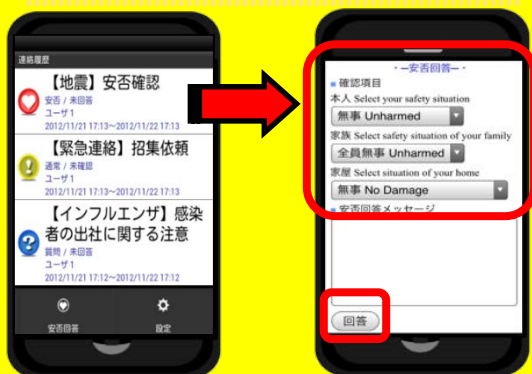 連絡履歴
【地震】安否確認
安否 / 未回答
ユーザ1
2012/11/21 17:13～2012/11/22 17:13
【緊急連絡】招集依頼
通常 / 未確認
ユーザ1
2012/11/21 17:13～2012/11/22 17:13
【インフルエンザ】感染
者の出社に関する注意
質問 / 未回答
ユーザ1
2012/11/21 17:12～2012/11/22 17:12
安否回答
設定
- －安否回答－ -
確認項目
本人 Select your safety situation
無事 Unharmed
家族 Select safety situation of your family
全員無事 Unharmed
家屋 Select situation of your home
無事 No Damage
安否回答メッセージ
回答